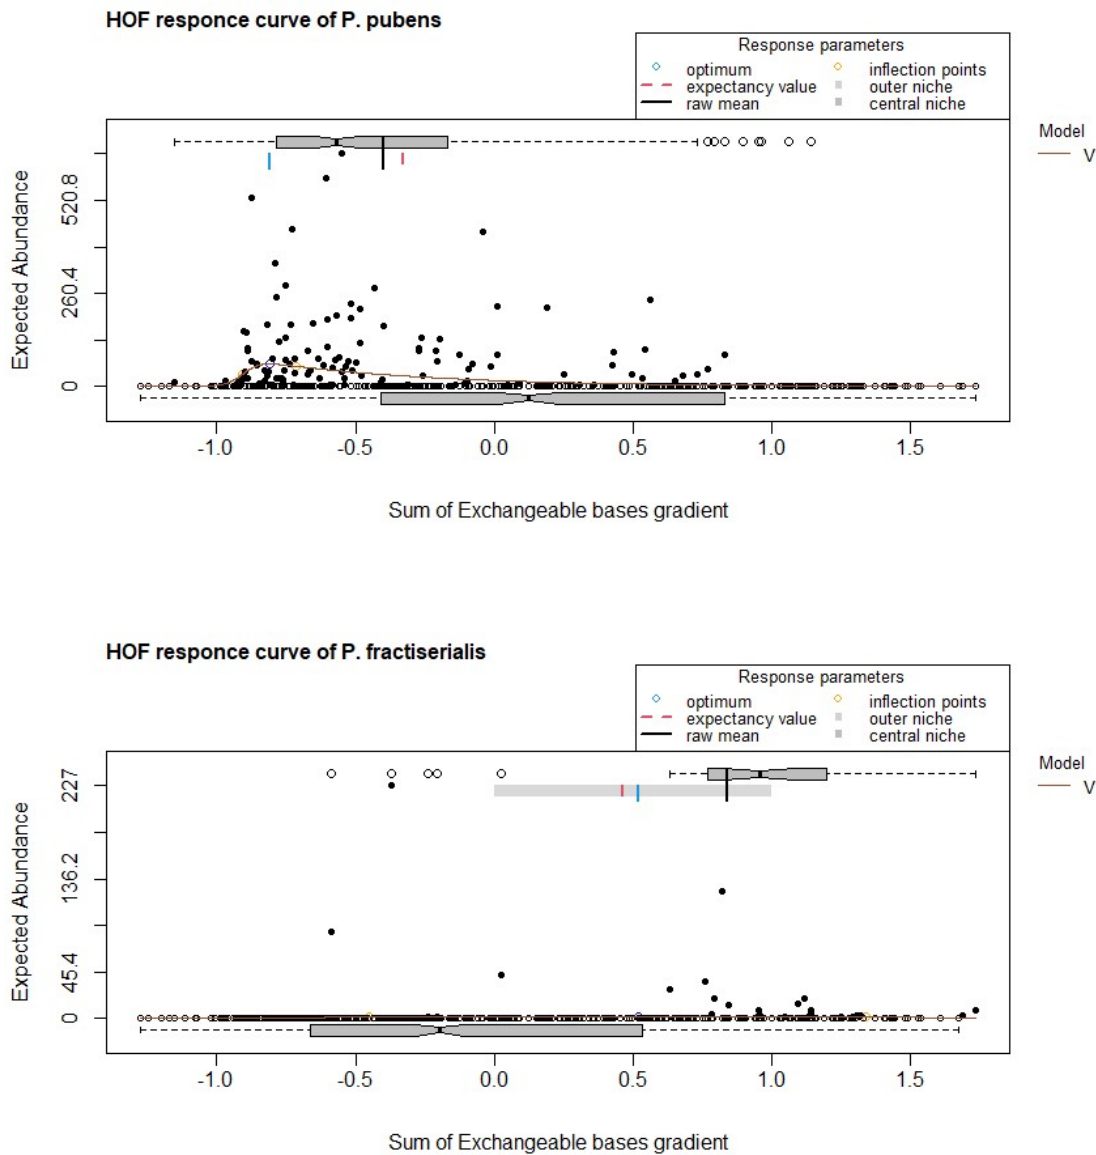 HOF responce curve of P. pubens
Response parameters
optimum
inflection points
expectancy value
outer niche
raw mean
central niche
Model
V
Expected Abundance
520.8
260.4
0
-1.0 -0.5 0.0 0.5 1.0 1.5
Sum of Exchangeable bases gradient
HOF responce curve of P. fractiserialis
Response parameters
optimum
inflection points
expectancy value
outer niche
raw mean
central niche
Model
V
Expected Abundance
227
136.2
45.4
0
-1.0 -0.5 0.0 0.5 1.0 1.5
Sum of Exchangeable bases gradient